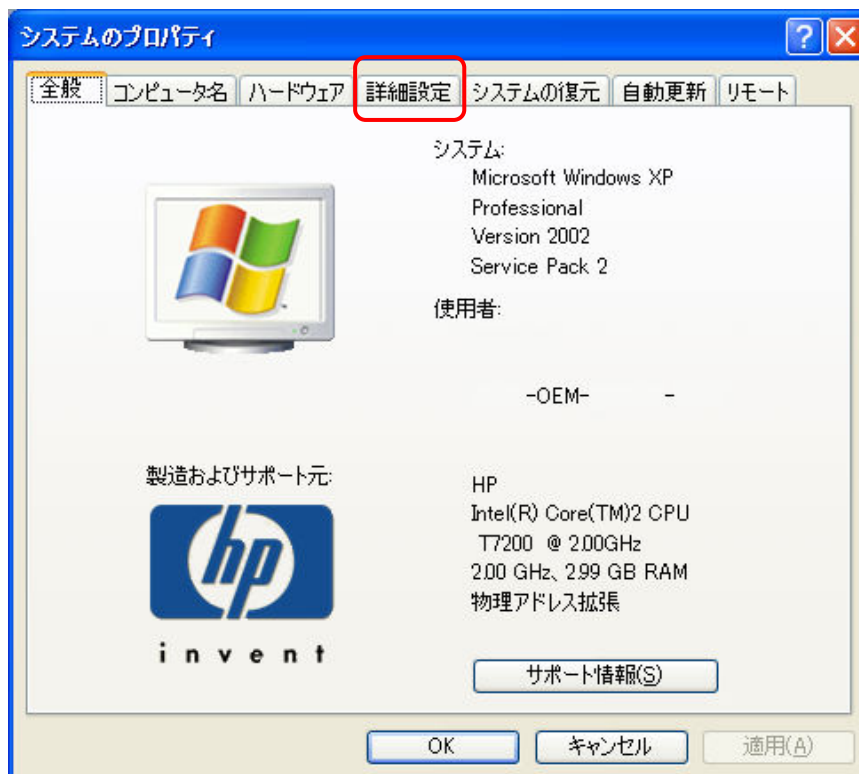 システムのプロパティ
全般 コンピュータ名 ハードウェア 詳細設定 システムの復元 自動更新 リモート
システム:
Microsoft Windows XP
Professional
Version 2002
Service Pack 2
使用者:
-OEM- -
製造およびサポート元:
hp
invent
HP
Intel(R) Core(TM)2 CPU
T7200 @ 2.00GHz
2.00 GHz、2.99 GB RAM
物理アドレス拡張
サポート情報(S)
OK キャンセル 適用(A)